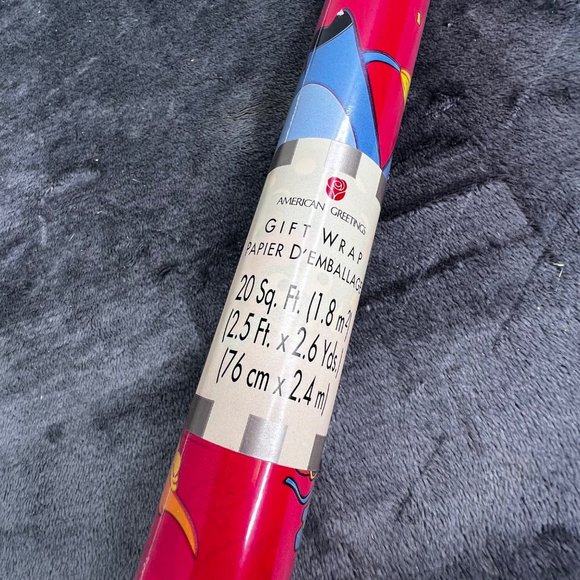 AMERICAN GREETINGS
GIFT WRAP
PAPIER D'EMBALLAGE
20 Sq. Ft. (1.8 m²)
(2.5 Ft. x 2.6 Yds.)
(76 cm x 2.4 m)